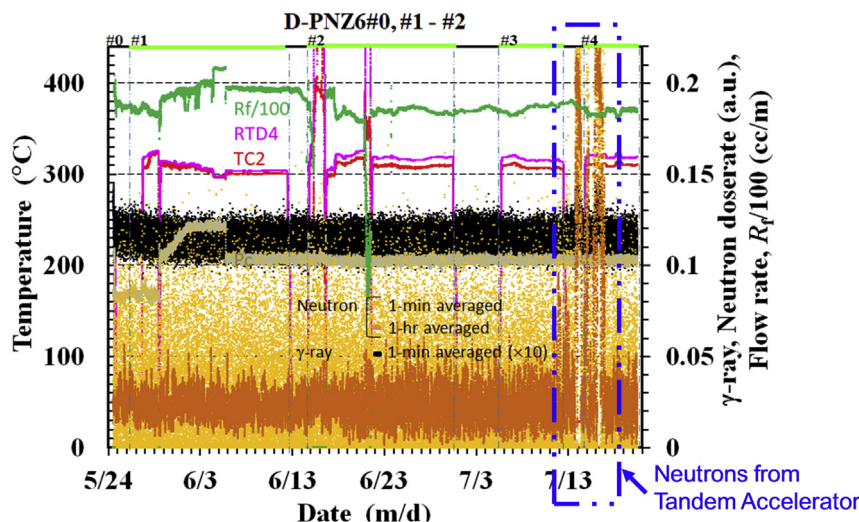 D-PNZ6#0, #1 - #2
#0 #1 #2 #3 #4
400
300
200
100
0
Temperature (°C)
0.2
0.15
0.1
0.05
0
γ-ray, Neutron doserate (a.u.),
Flow rate, Rf/100 (cc/m)
Rf/100
RTD4
TC2
Pc
Neutron
1-min averaged
1-hr averaged
γ-ray
1-min averaged (×10)
5/24 6/3 6/13 6/23 7/3 7/13
Date (m/d)
Neutrons from
Tandem Accelerator